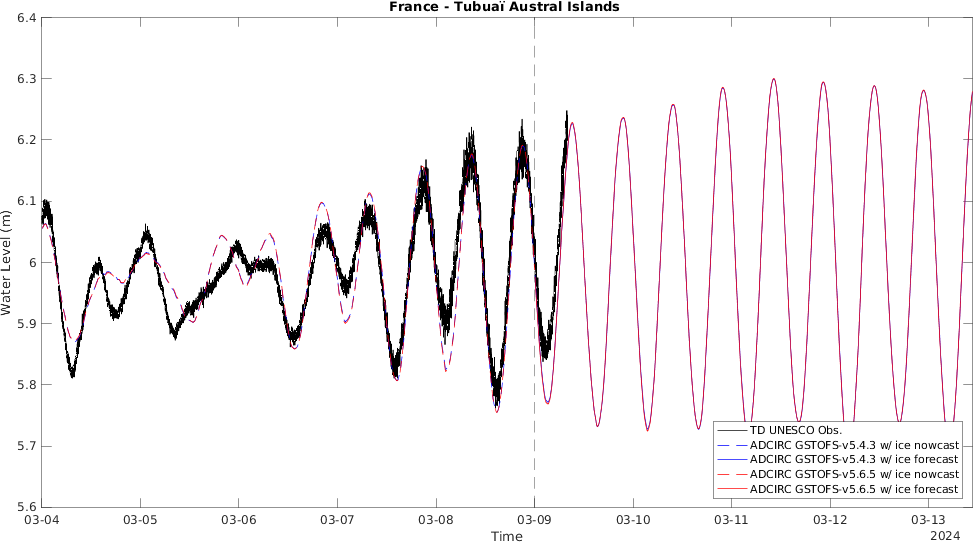 France - Tubuaï Austral Islands
6.4
6.3
6.2
6.1
6
5.9
5.8
5.7
5.6
Water Level (m)
TD UNESCO Obs.
ADCIRC GSTOFS-v5.4.3 w/ ice nowcast
ADCIRC GSTOFS-v5.4.3 w/ ice forecast
ADCIRC GSTOFS-v5.6.5 w/ ice nowcast
ADCIRC GSTOFS-v5.6.5 w/ ice forecast
03-04 03-05 03-06 03-07 03-08 03-09 03-10 03-11 03-12 03-13
Time
2024